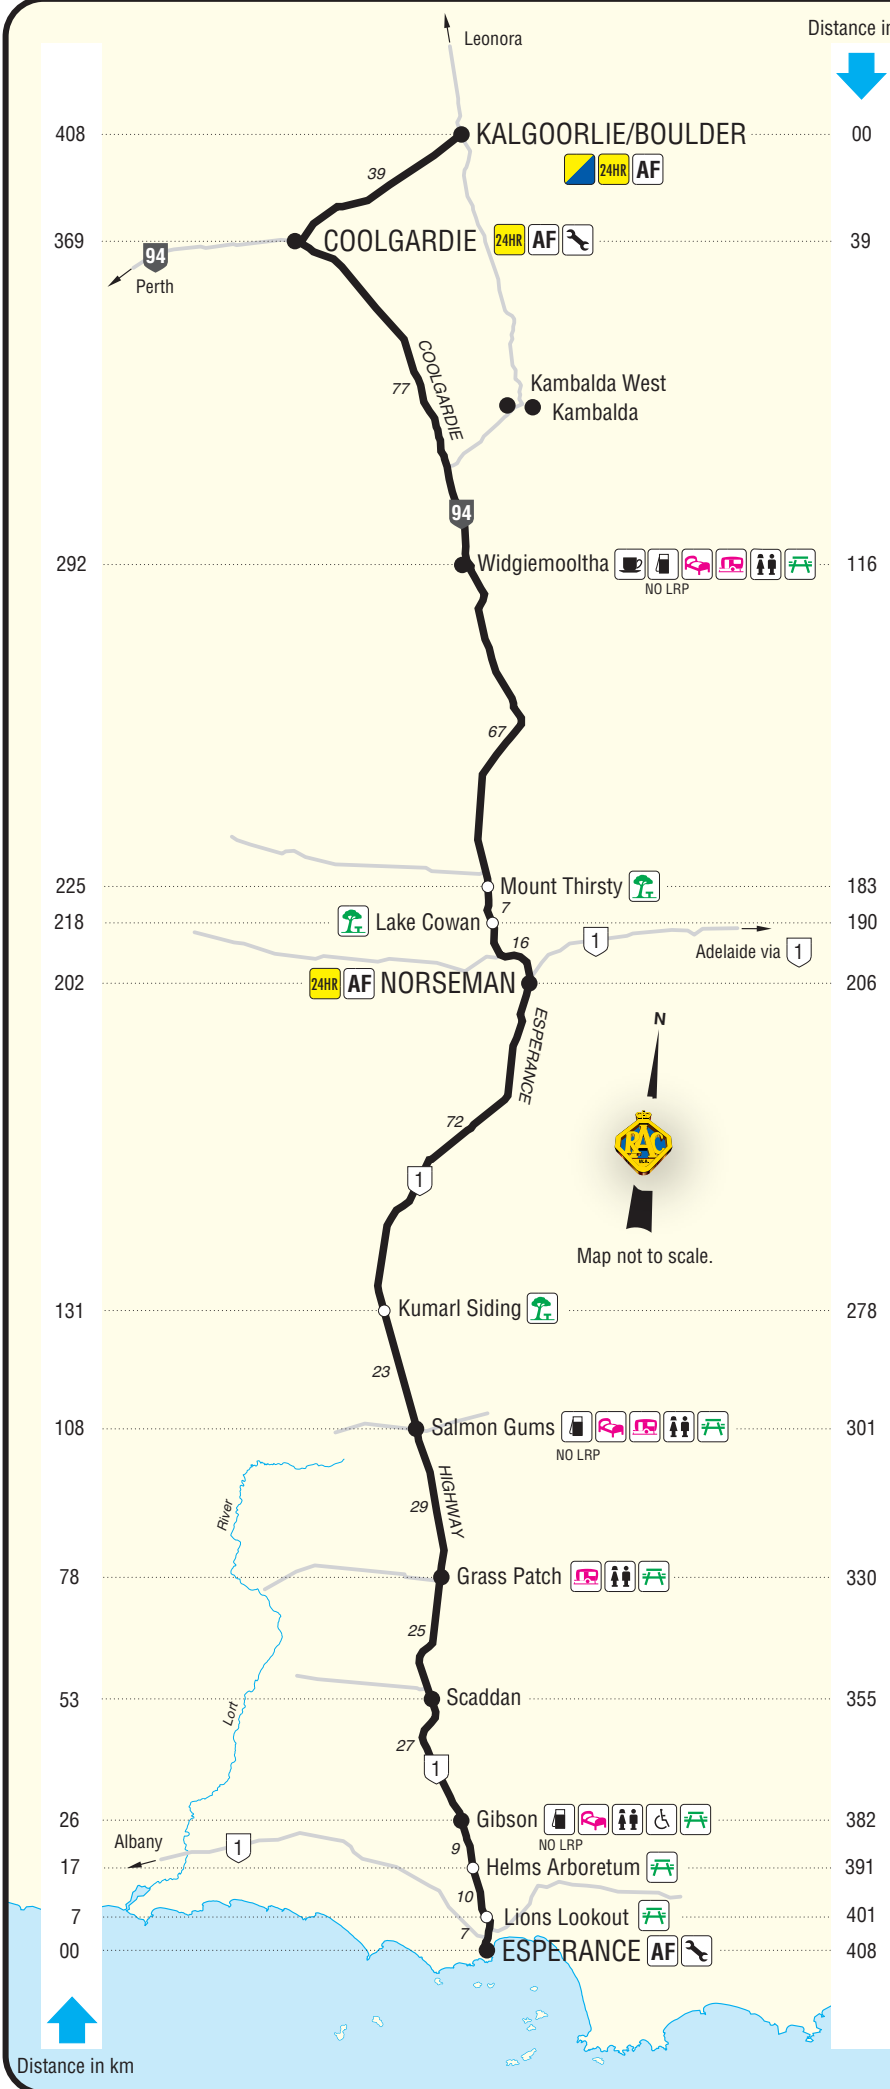 Distance in
Leonora
408 KALGOORLIE/BOULDER 00
24HR AF
39
369 COOLGARDIE 24HR AF 39
94
Perth
COOLGARDIE
77
Kambalda West
Kambalda
94
292 Widgiemooltha 116
NO LRP
67
225 Mount Thirsty 183
7
218 Lake Cowan 190
16
1
Adelaide via 1
202 24HR AF NORSEMAN 206
ESPERANCE
N
72
RAC
W.A.
1
Map not to scale.
131 Kumarl Siding 278
23
108 Salmon Gums 301
NO LRP
HIGHWAY
29
River
78 Grass Patch 330
25
53 Scaddan 355
Lort
27
1
26 Gibson 382
NO LRP
Albany
1
9
17 Helms Arboretum 391
10
7 Lions Lookout 401
7
00 ESPERANCE AF 408
Distance in km